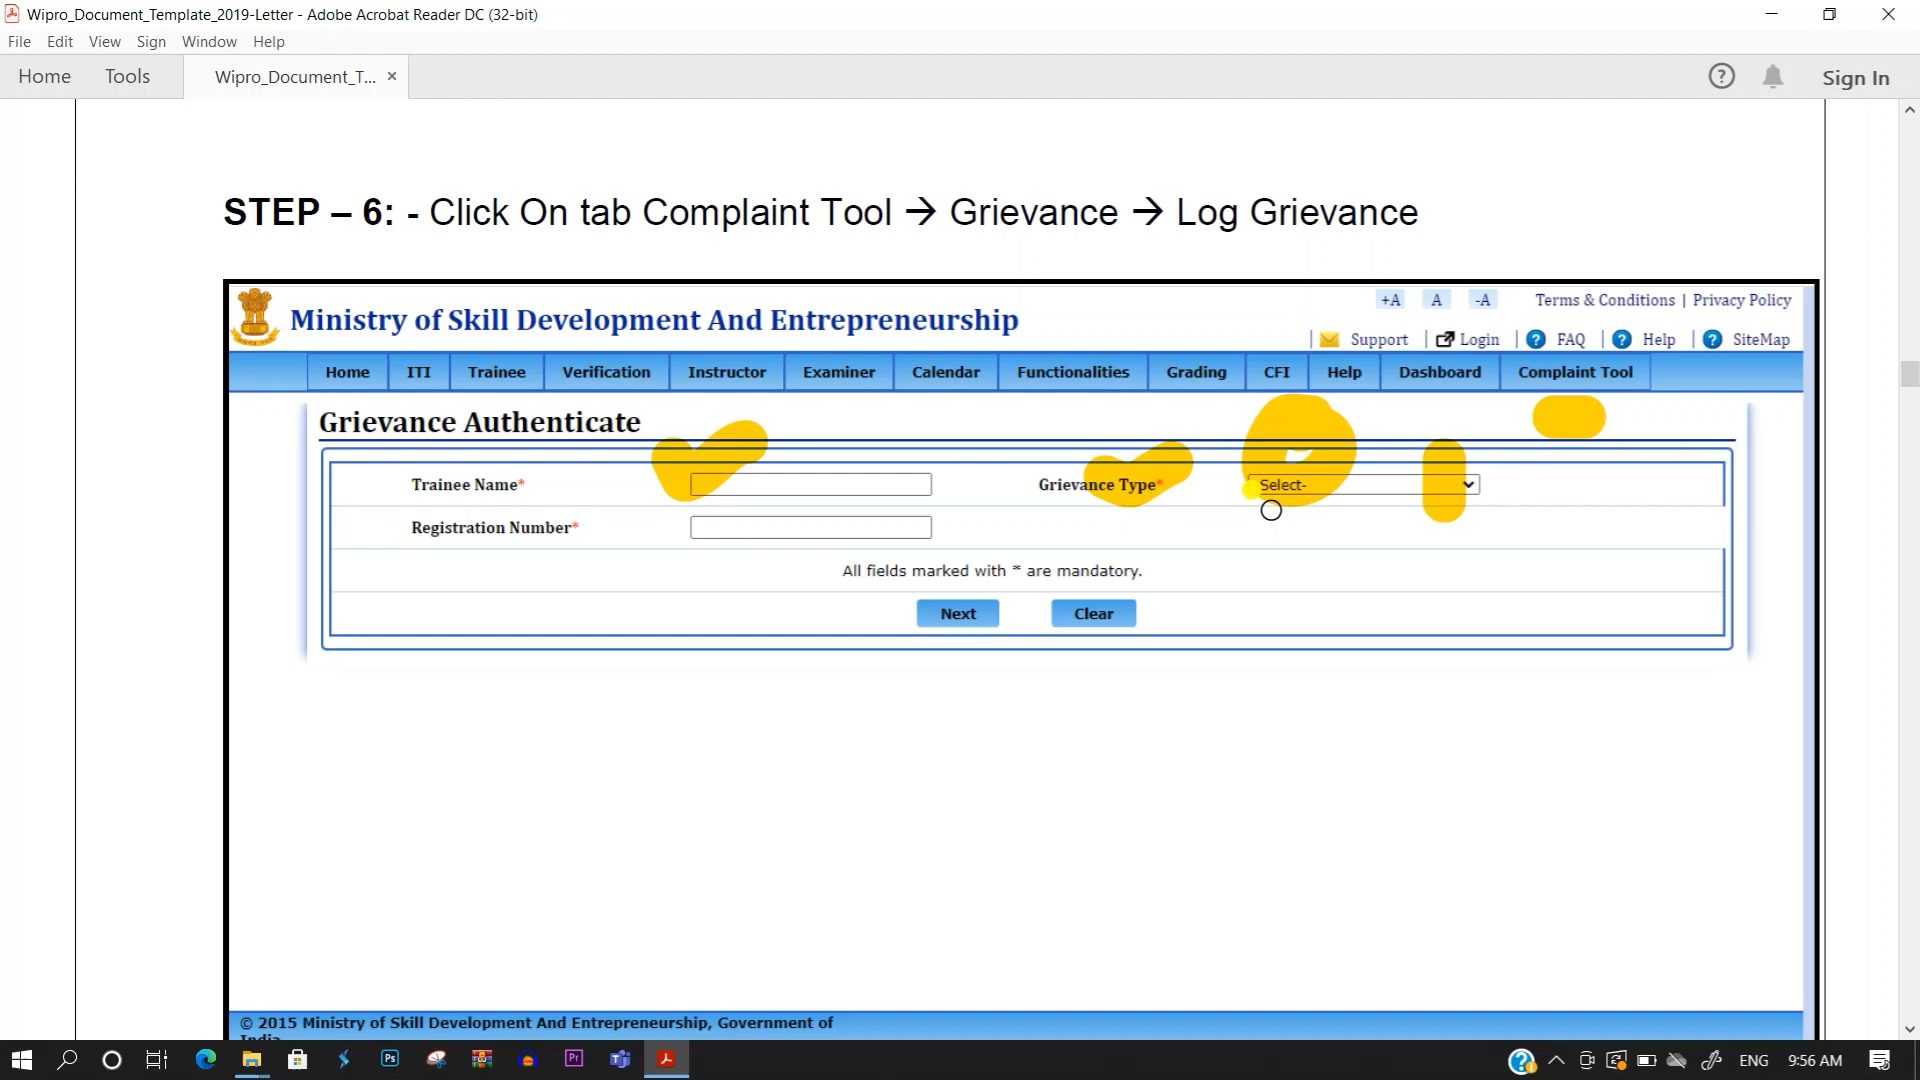 Wipro_Document_Template_2019-Letter - Adobe Acrobat Reader DC (32-bit)
File Edit View Sign Window Help
Home Tools Wipro_Document_T... × Sign In
STEP – 6: - Click On tab Complaint Tool → Grievance → Log Grievance
+A A -A Terms & Conditions | Privacy Policy
Ministry of Skill Development And Entrepreneurship
| Support | Login | FAQ | Help | SiteMap
Home ITI Trainee Verification Instructor Examiner Calendar Functionalities Grading CFI Help Dashboard Complaint Tool
Grievance Authenticate
Trainee Name* Grievance Type* Select-
Registration Number*
All fields marked with * are mandatory.
Next Clear
© 2015 Ministry of Skill Development And Entrepreneurship, Government of
India
Ps Pr ENG 9:56 AM